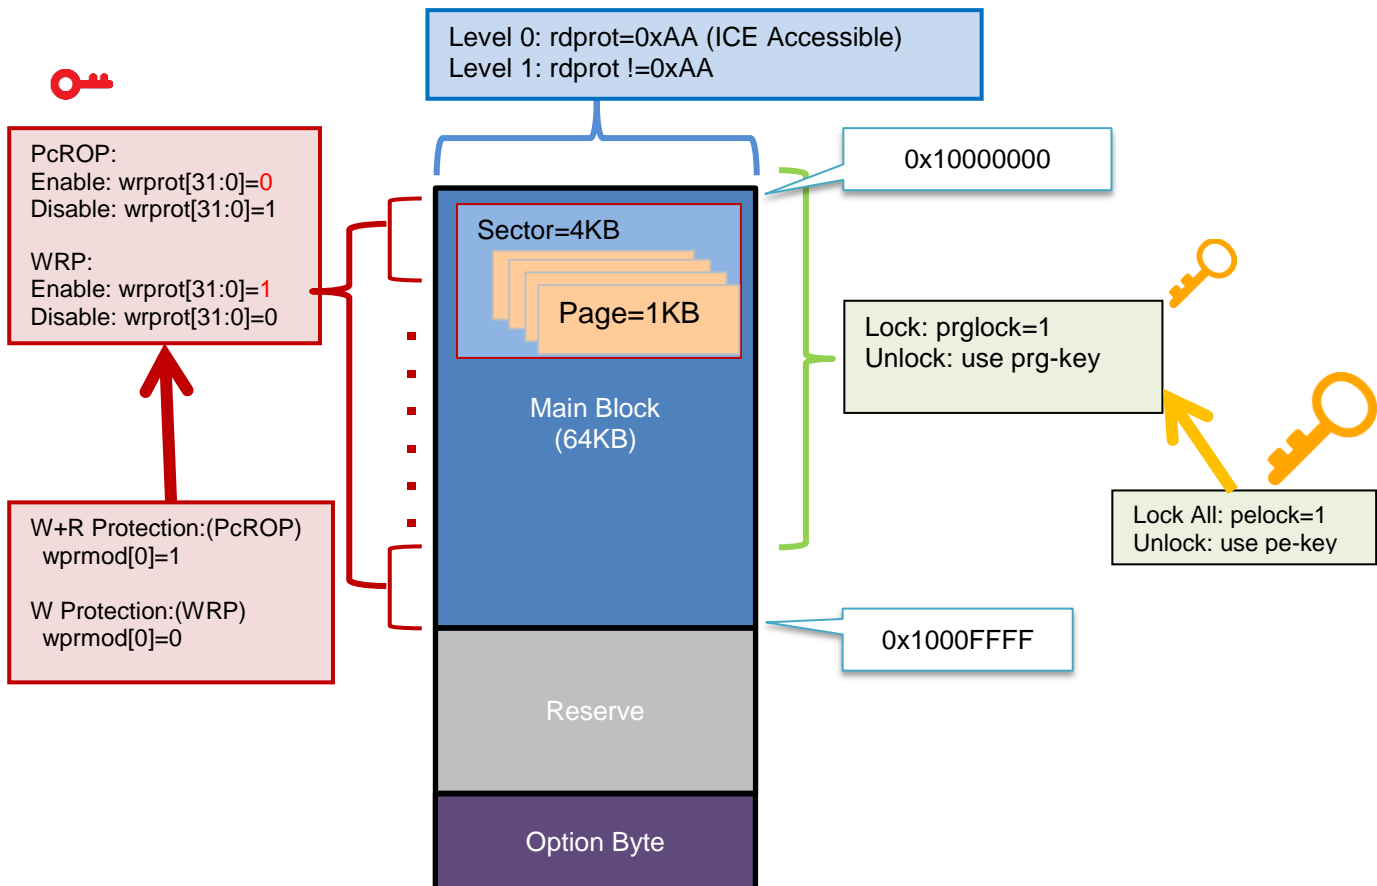 Level 0: rdprot=0xAA (ICE Accessible)
Level 1: rdprot !=0xAA
PcROP:
Enable: wrprot[31:0]=0
Disable: wrprot[31:0]=1
WRP:
Enable: wrprot[31:0]=1
Disable: wrprot[31:0]=0
0x10000000
Sector=4KB
Page=1KB
Lock: prglock=1
Unlock: use prg-key
Main Block
(64KB)
W+R Protection:(PcROP)
wprmod[0]=1
W Protection:(WRP)
wprmod[0]=0
Lock All: pelock=1
Unlock: use pe-key
0x1000FFFF
Reserve
Option Byte